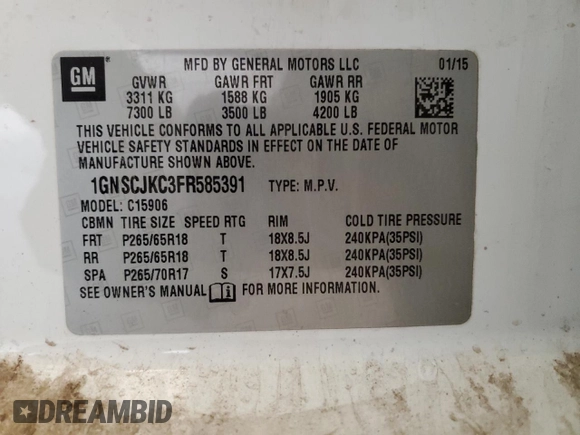 GM
MFD BY GENERAL MOTORS LLC 01/15
GVWR GAWR FRT GAWR RR
3311 KG 1588 KG 1905 KG
7300 LB 3500 LB 4200 LB
THIS VEHICLE CONFORMS TO ALL APPLICABLE U.S. FEDERAL MOTOR
VEHICLE SAFETY STANDARDS IN EFFECT ON THE DATE OF
MANUFACTURE SHOWN ABOVE.
1GNSCJKC3FR585391 TYPE: M.P.V.
MODEL: C15906
CBMN TIRE SIZE SPEED RTG RIM
FRT P265/65R18 T 18X8.5J 240KPA(35PSI)
RR P265/65R18 T 18X8.5J 240KPA(35PSI)
SPA P265/70R17 S 17X7.5J 240KPA(35PSI)
SEE OWNER'S MANUAL FOR MORE INFORMATION.
DREAMBID